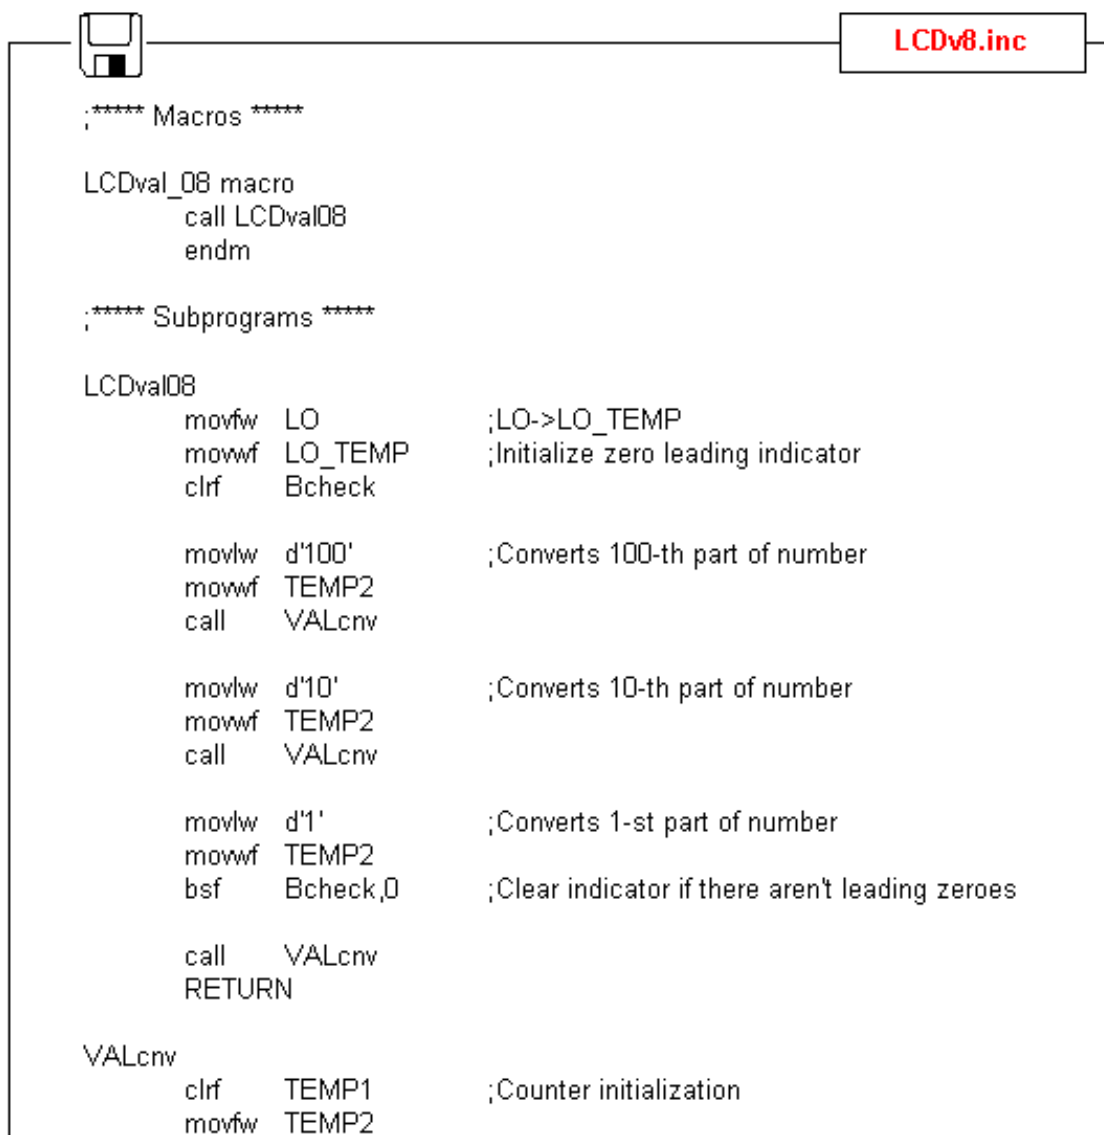 LCDv8.inc
;***** Macros *****
LCDval_08 macro
call LCDval08
endm
;***** Subprograms *****
LCDval08
movfw LO ;LO->LO_TEMP
movwf LO_TEMP ;Initialize zero leading indicator
clrf Bcheck
movlw d'100' ;Converts 100-th part of number
movwf TEMP2
call VALcnv
movlw d'10' ;Converts 10-th part of number
movwf TEMP2
call VALcnv
movlw d'1' ;Converts 1-st part of number
movwf TEMP2
bsf Bcheck,0 ;Clear indicator if there aren't leading zeroes
call VALcnv
RETURN
VALcnv
clrf TEMP1 ;Counter initialization
movfw TEMP2